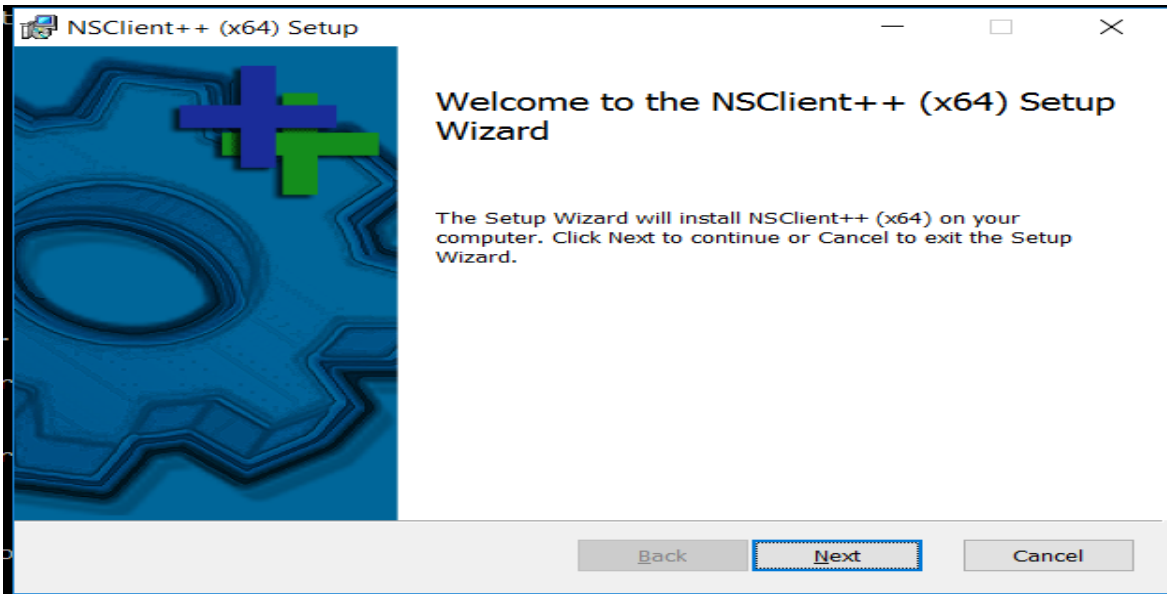 NSClient++ (x64) Setup
Welcome to the NSClient++ (x64) Setup
Wizard
The Setup Wizard will install NSClient++ (x64) on your
computer. Click Next to continue or Cancel to exit the Setup
Wizard.
Back Next Cancel